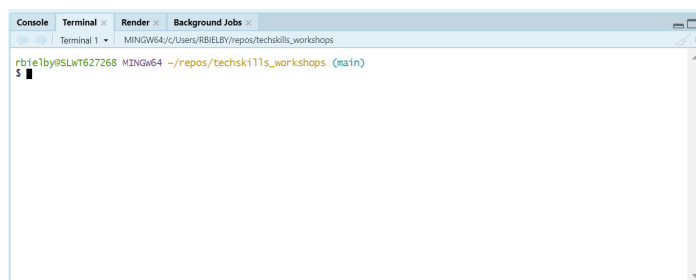 Console Terminal × Render × Background Jobs ×
Terminal 1 MINGW64:/c/Users/RBIELBY/repos/techskills_workshops
rbielby@SLWT627268 MINGW64 ~/repos/techskills_workshops (main)
$